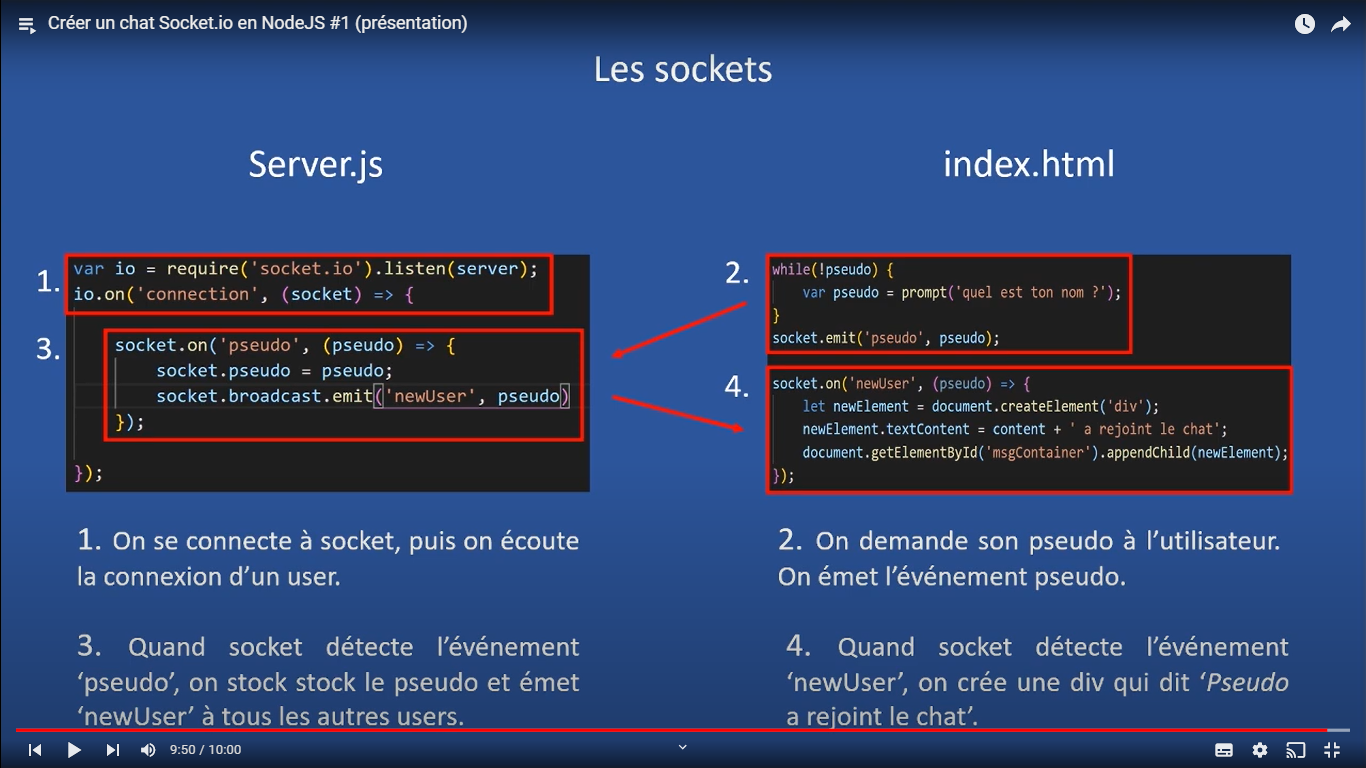 Créer un chat Socket.io en NodeJS #1 (présentation)
Les sockets
Server.js
1.
var io = require('socket.io').listen(server);
io.on('connection', (socket) => {
3.
socket.on('pseudo', (pseudo) => {
socket.pseudo = pseudo;
socket.broadcast.emit('newUser', pseudo)
});
});
1. On se connecte à socket, puis on écoute
la connexion d’un user.
3. Quand socket détecte l’événement
‘pseudo’, on stock stock le pseudo et émet
‘newUser’ à tous les autres users.
index.html
2.
while(!pseudo) {
var pseudo = prompt('quel est ton nom ?');
}
socket.emit('pseudo', pseudo);
4.
socket.on('newUser', (pseudo) => {
let newElement = document.createElement('div');
newElement.textContent = content + ' a rejoint le chat';
document.getElementById('msgContainer').appendChild(newElement);
});
2. On demande son pseudo à l’utilisateur.
On émet l’événement pseudo.
4. Quand socket détecte l’événement
‘newUser’, on crée une div qui dit ‘Pseudo
a rejoint le chat’.
9:50 / 10:00